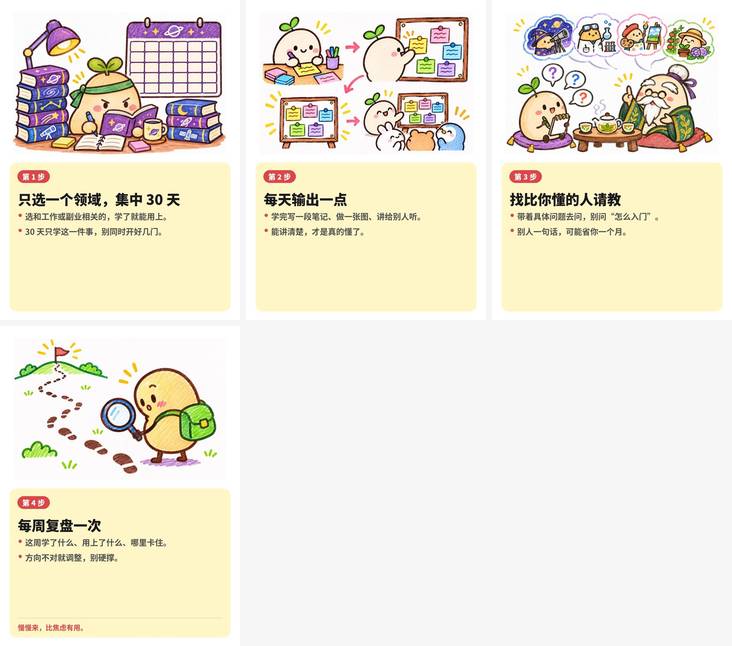 第1步
只选一个领域，集中 30 天
• 选和工作或副业相关的，学了就能用上。
• 30 天只学这一件事，别同时开好几门。
第2步
每天输出一点
• 学完写一段笔记、做一张图、讲给别人听。
• 能讲清楚，才是真的懂了。
? ? ?
第3步
找比你懂的人请教
• 带着具体问题去问，别问“怎么入门”。
• 别人一句话，可能省你一个月。
第4步
每周复盘一次
• 这周学了什么、用上了什么、哪里卡住。
• 方向不对就调整，别硬撑。
慢慢来，比焦虑有用。